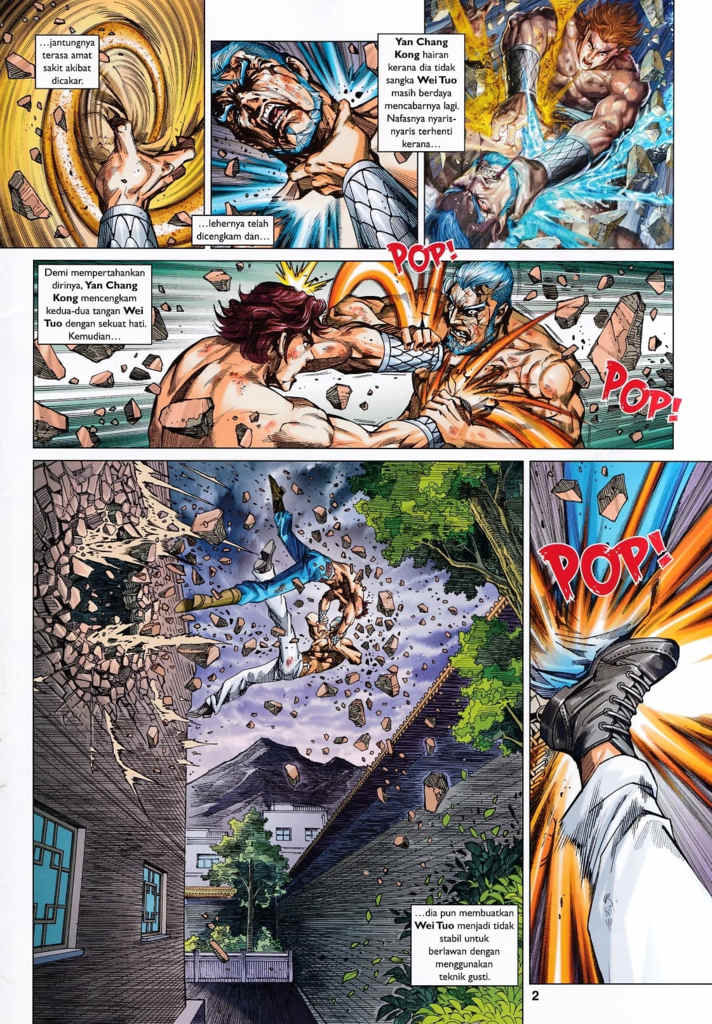 ...jantungnya
terasa amat
sakit akibat
dicakar.
...lehernya telah
dicengkam dan...
Yan Chang
Kong hairan
kerana dia tidak
sangka Wei Tuo
masih berdaya
mencabarnya lagi.
Nafasnya nyaris-
nyaris terhenti
kerana...
POP!
Demi mempertahankan
dirinya, Yan Chang
Kong mencengkam
kedua-dua tangan Wei
Tuo dengan sekuat hati.
Kemudian...
POP!
POP!
...dia pun membuatkan
Wei Tuo menjadi tidak
stabil untuk
berlawan dengan
menggunakan
teknik gusti.
2